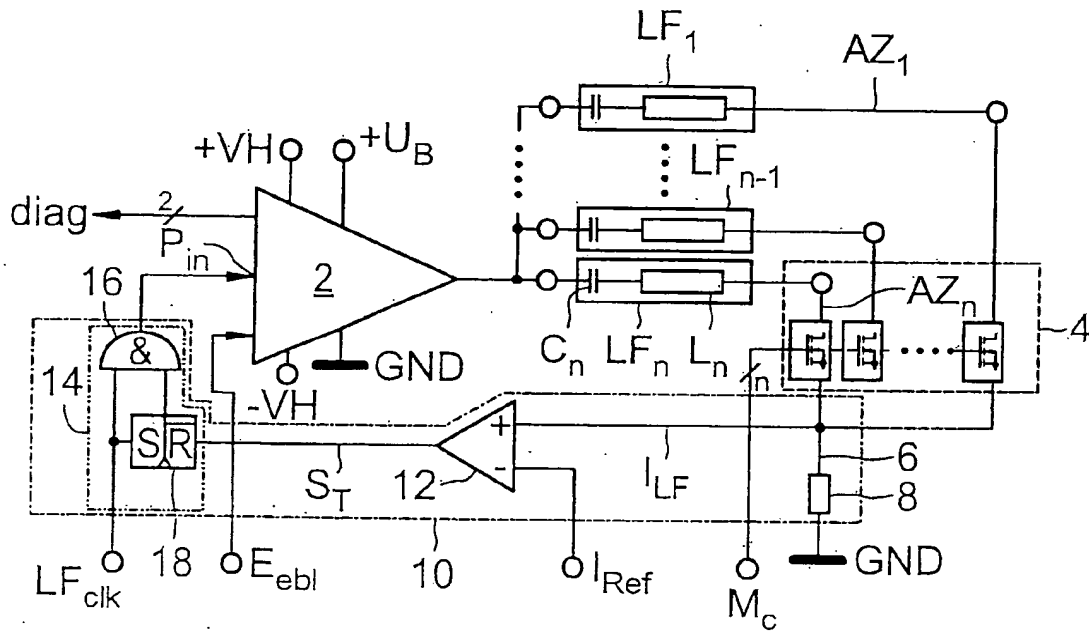 LF1
AZ1
+VH
+UB
diag
2
Pin
2
LFn-1
16
&
GND
Cn
LFn
Ln
AZn
4
n
14
-VH
S R
+
-
ST
12
ILF
6
8
18
LFclk
Eebl
10
IRef
Mc
GND